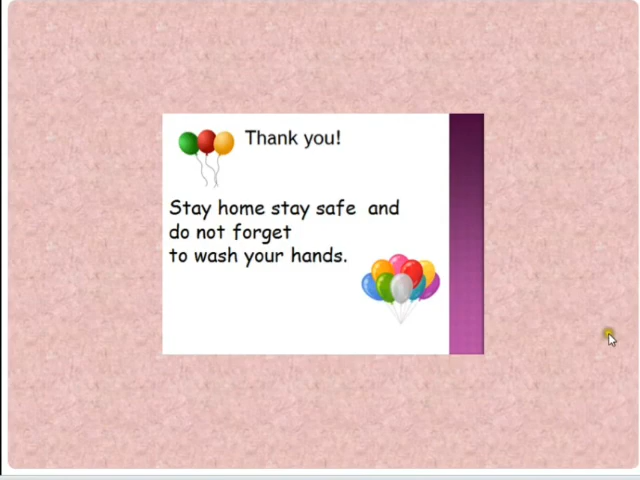 Thank you!
Stay home stay safe and
do not forget
to wash your hands.